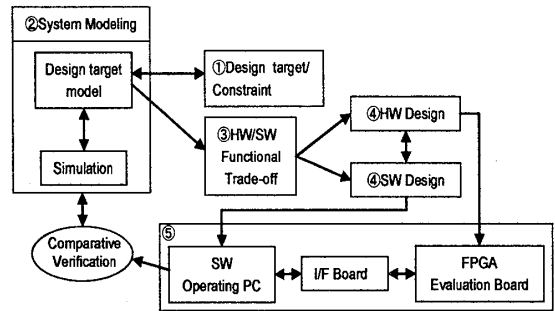 ②System Modeling
Design target
model
Simulation
①Design target/
Constraint
③HW/SW
Functional
Trade-off
④HW Design
④SW Design
Comparative
Verification
⑤
SW
Operating PC
I/F Board
FPGA
Evaluation Board